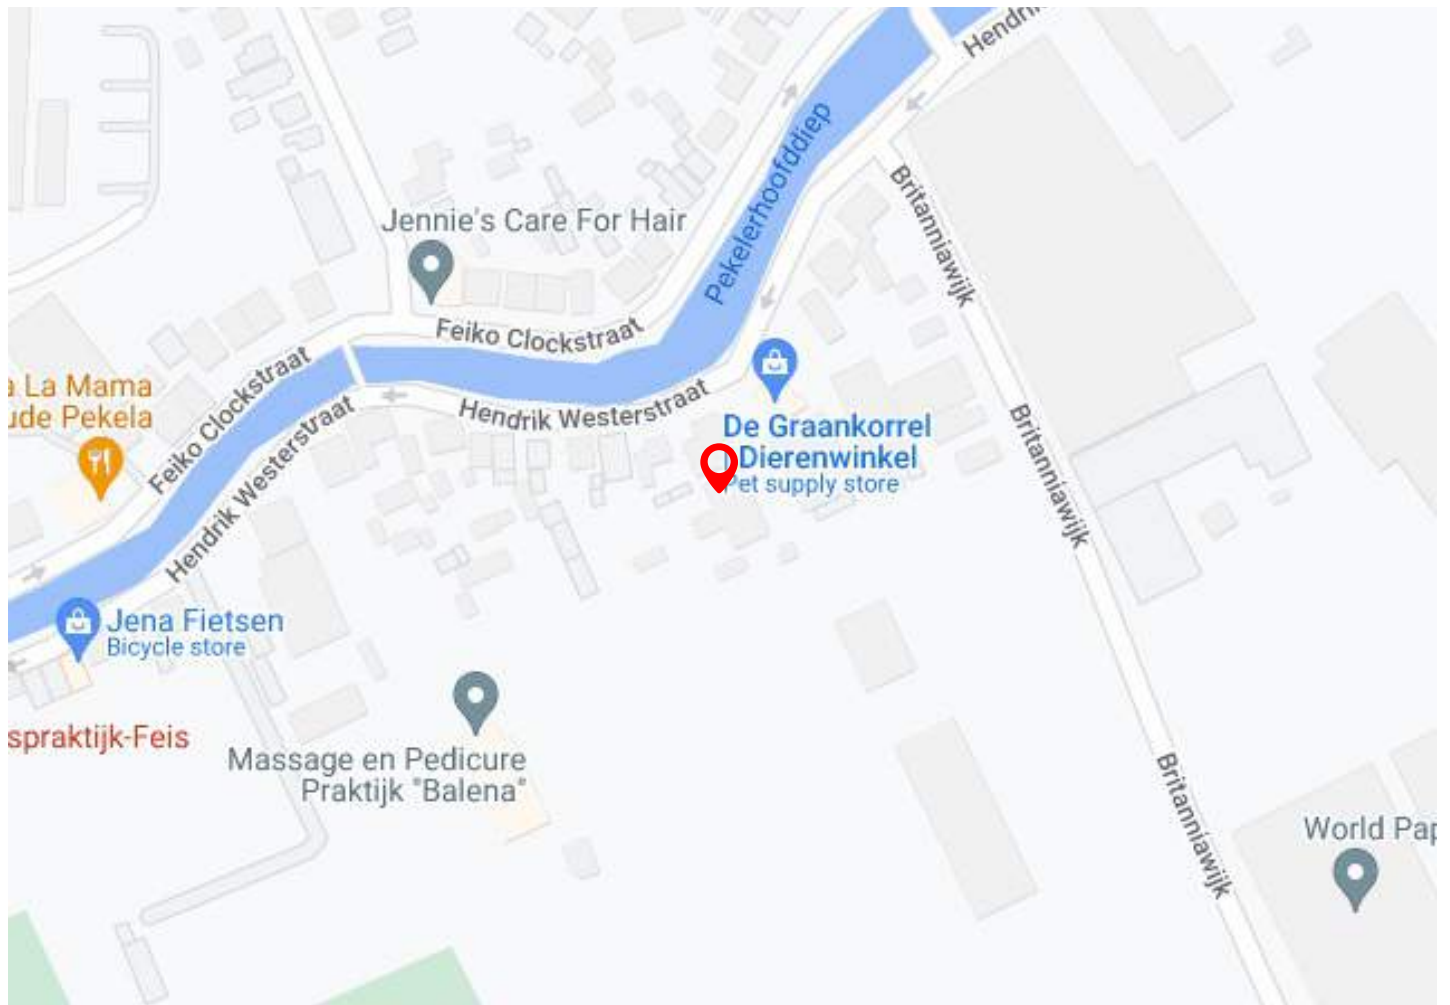 Hendri
Pekelerhoofddiep
Britanniawijk
Jennie's Care For Hair
Feiko Clockstraat
Feiko Clockstraat
La Mama
ude Pekela
Hendrik Westerstraat
Hendrik Westerstraat
De Graankorrel
| Dierenwinkel
Pet supply store
Britanniawijk
Jena Fietsen
Bicycle store
spraktijk-Feis
Massage en Pedicure
Praktijk "Balena"
Britanniawijk
World Pap